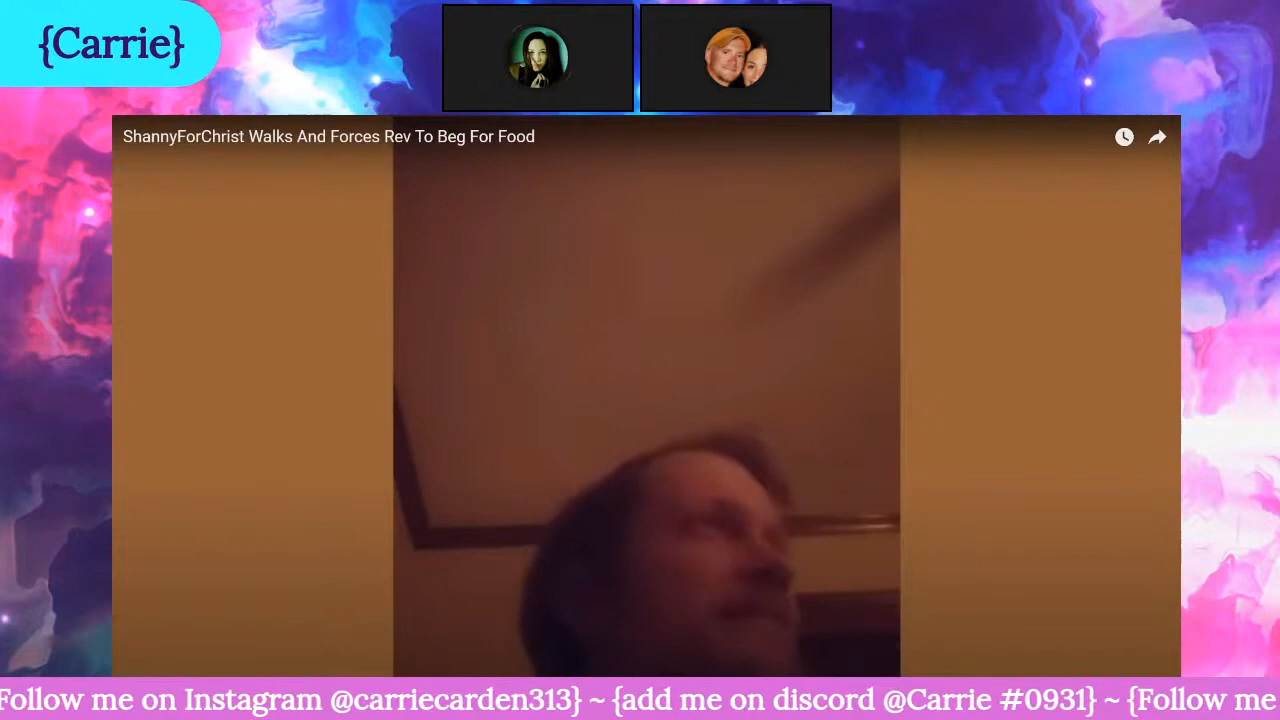 {Carrie}
ShannyForChrist Walks And Forces Rev To Beg For Food
Follow me on Instagram @carriecarden313} ~ {add me on discord @Carrie #0931} ~ {Follow me